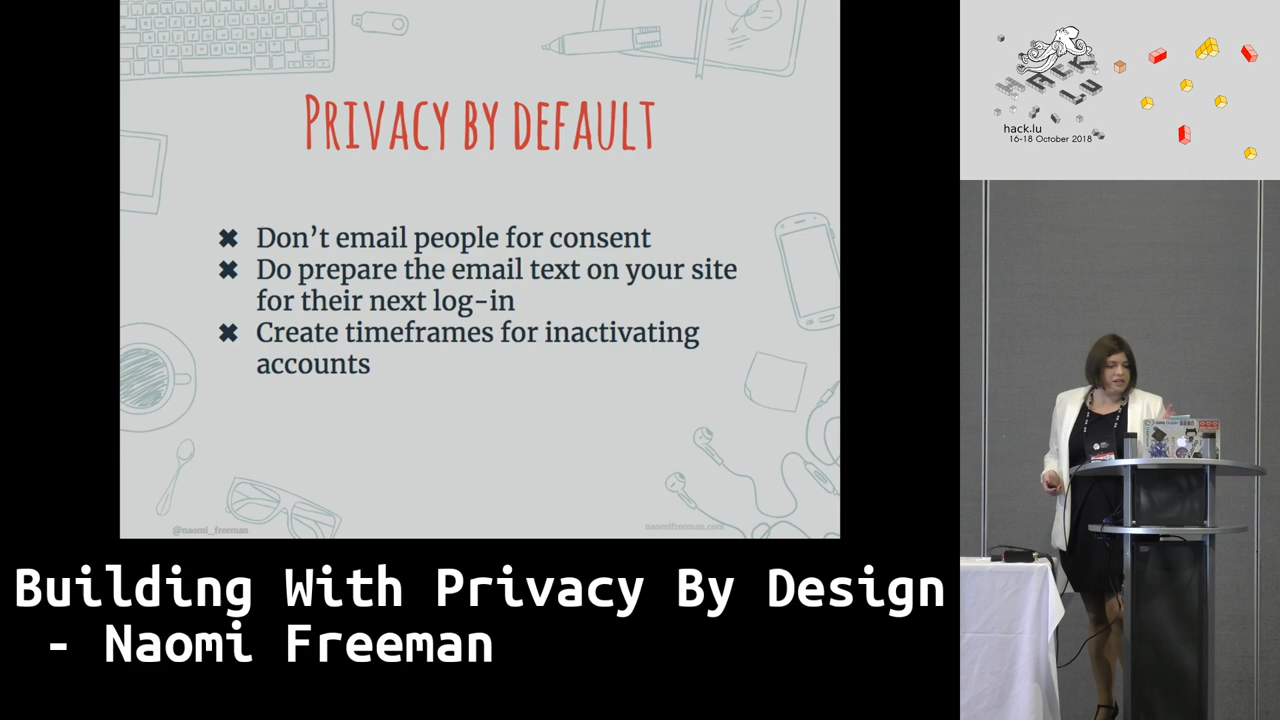 PRIVACY BY DEFAULT
✖ Don’t email people for consent
✖ Do prepare the email text on your site
for their next log-in
✖ Create timeframes for inactivating
accounts
@naomi_freeman
naomifreeman.com
HACK LU
hack.lu
16-18 October 2018
Building With Privacy By Design
- Naomi Freeman